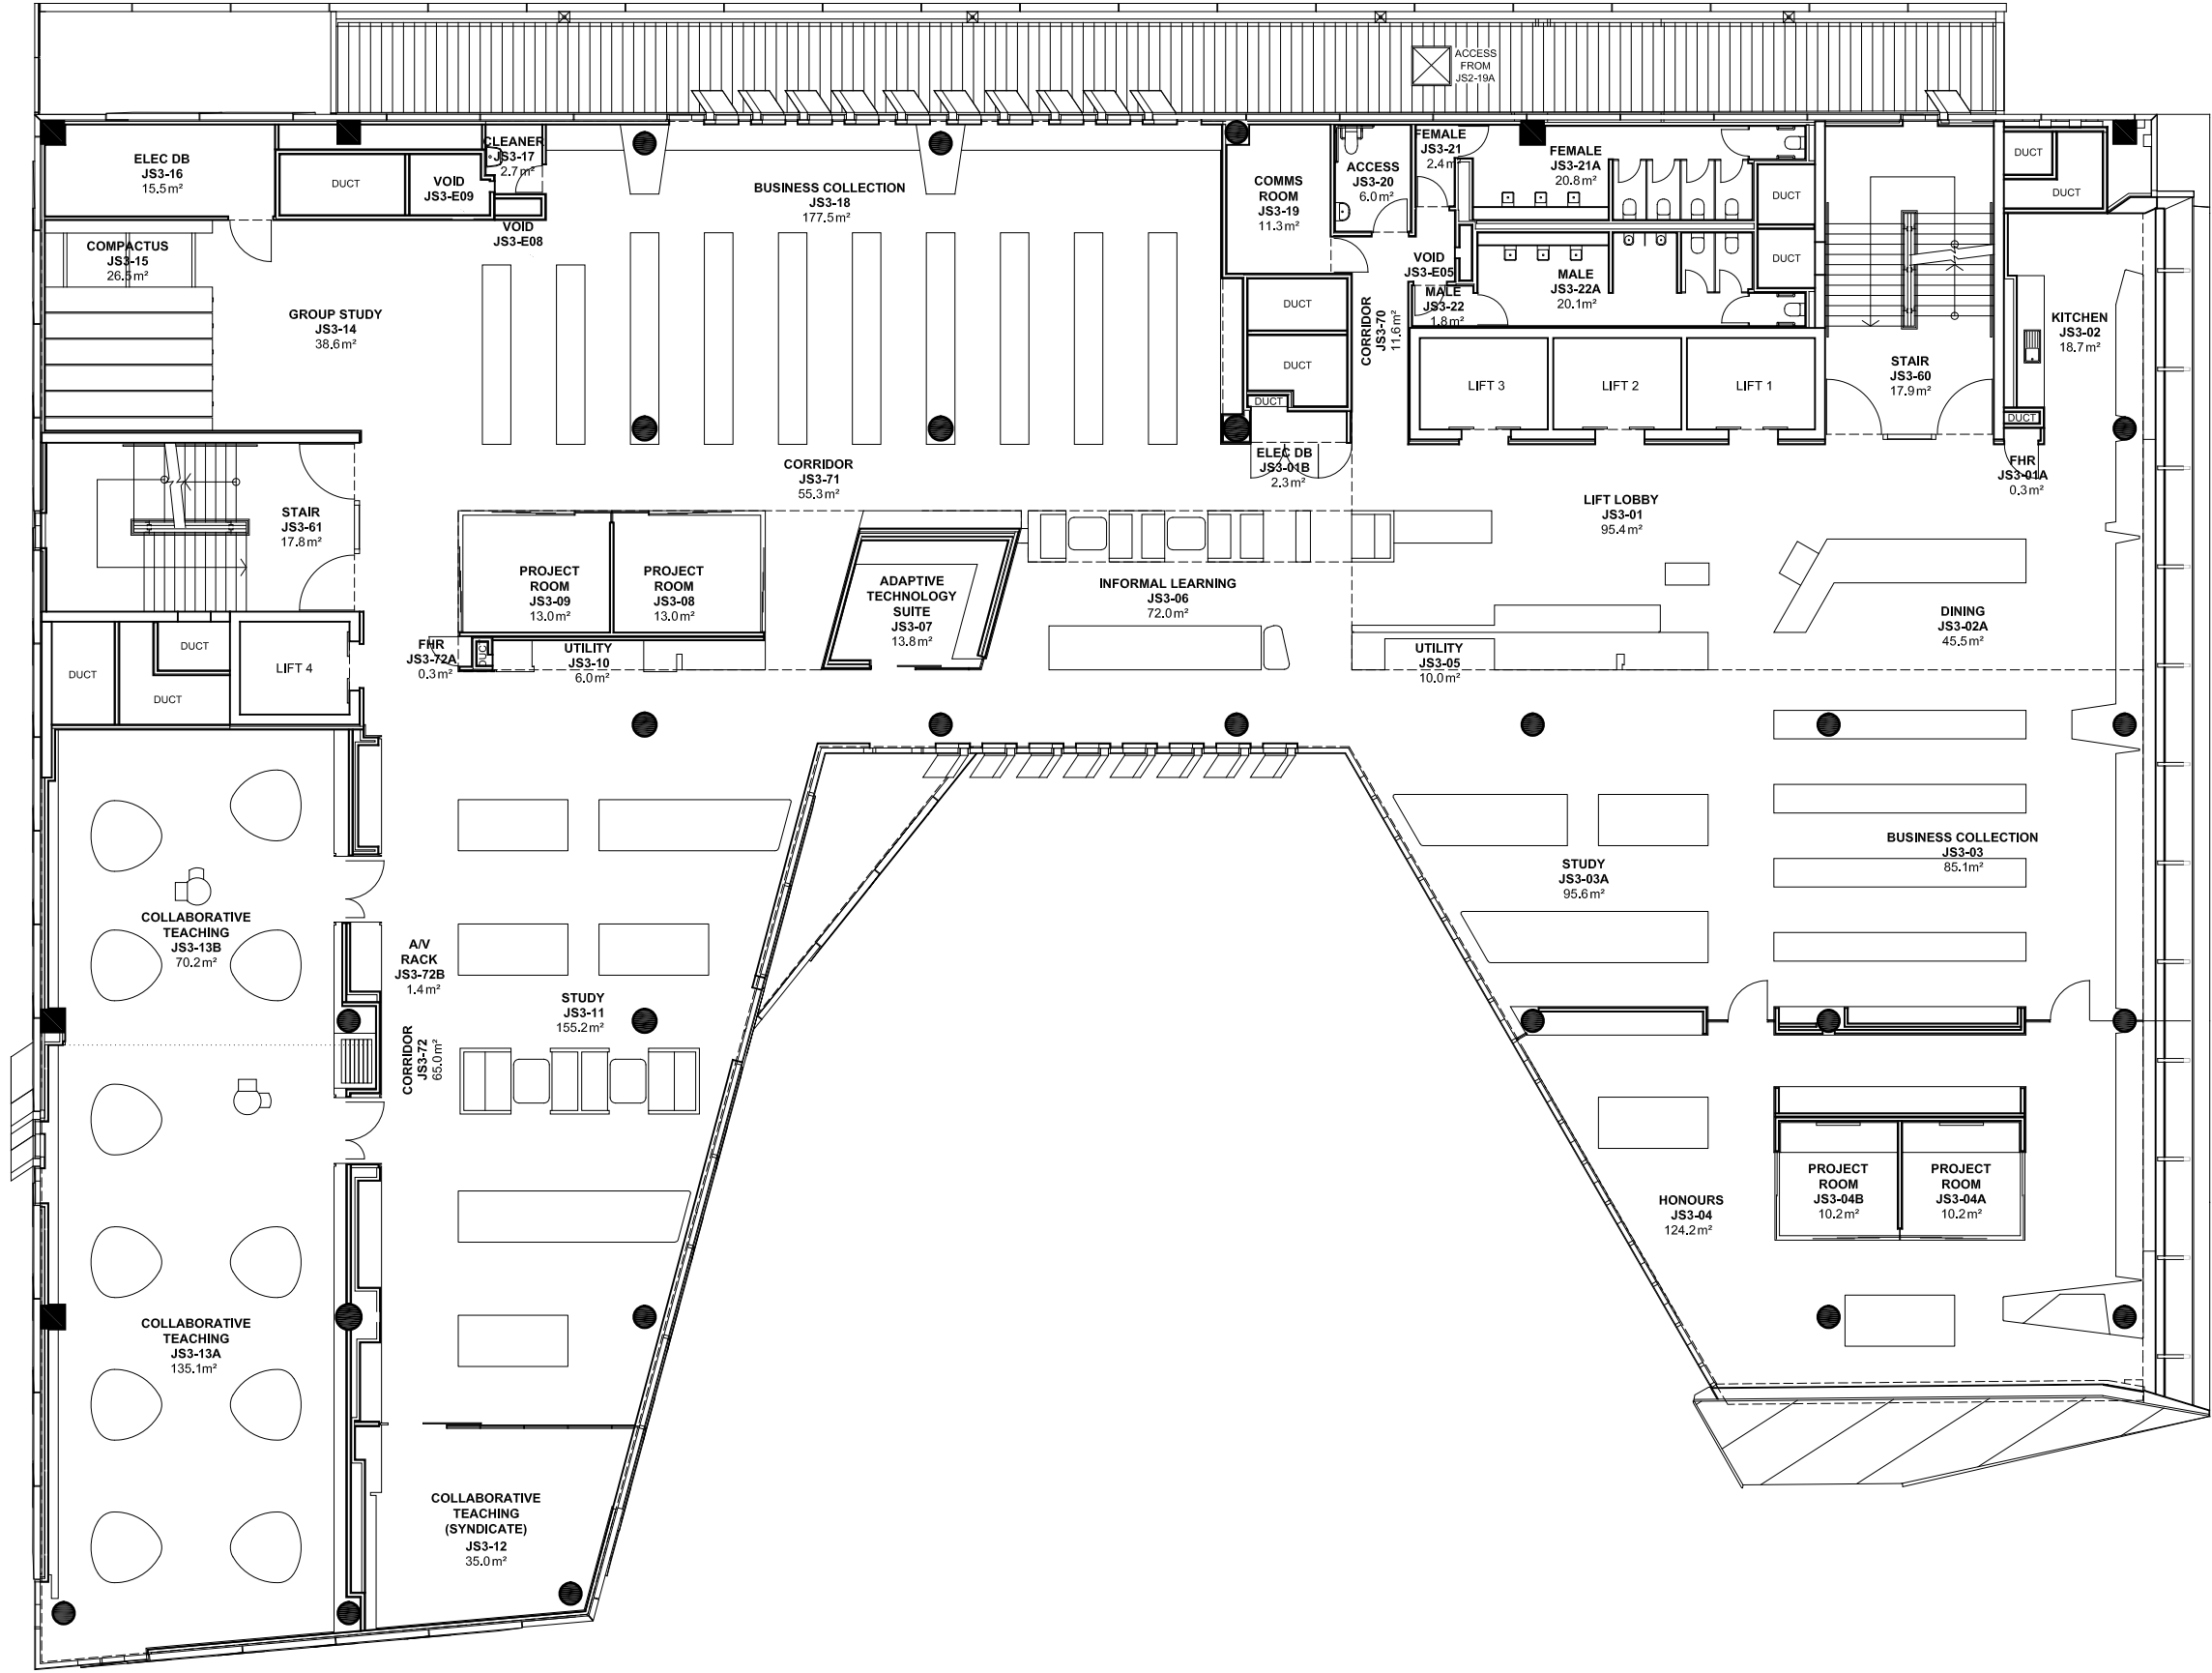 ACCESS
FROM
JS2-19A
ELEC DB
JS3-16
15.5m²
DUCT
VOID
JS3-E09
CLEANER
JS3-17
2.7m²
VOID
JS3-E08
BUSINESS COLLECTION
JS3-18
177.5m²
COMMS
ROOM
JS3-19
11.3m²
ACCESS
JS3-20
6.0m²
FEMALE
JS3-21
2.4m²
FEMALE
JS3-21A
20.8m²
DUCT
DUCT
DUCT
DUCT
COMPACTUS
JS3-15
26.5m²
GROUP STUDY
JS3-14
38.6m²
VOID
JS3-E05
MALE
JS3-22
1.8m²
MALE
JS3-22A
20.1m²
DUCT
DUCT
DUCT
CORRIDOR
JS3-70
11.6m²
LIFT 3
LIFT 2
LIFT 1
STAIR
JS3-60
17.9m²
KITCHEN
JS3-02
18.7m²
DUCT
FHR
JS3-01A
0.3m²
STAIR
JS3-61
17.8m²
CORRIDOR
JS3-71
55.3m²
ELEC DB
JS3-01B
2.3m²
LIFT LOBBY
JS3-01
95.4m²
PROJECT
ROOM
JS3-09
13.0m²
PROJECT
ROOM
JS3-08
13.0m²
ADAPTIVE
TECHNOLOGY
SUITE
JS3-07
13.8m²
INFORMAL LEARNING
JS3-06
72.0m²
DINING
JS3-02A
45.5m²
DUCT
DUCT
DUCT
LIFT 4
FHR
JS3-72A
0.3m²
DUCT
UTILITY
JS3-10
6.0m²
UTILITY
JS3-05
10.0m²
BUSINESS COLLECTION
JS3-03
85.1m²
STUDY
JS3-03A
95.6m²
COLLABORATIVE
TEACHING
JS3-13B
70.2m²
A/V
RACK
JS3-72B
1.4m²
STUDY
JS3-11
155.2m²
CORRIDOR
JS3-72
65.0m²
PROJECT
ROOM
JS3-04B
10.2m²
PROJECT
ROOM
JS3-04A
10.2m²
HONOURS
JS3-04
124.2m²
COLLABORATIVE
TEACHING
JS3-13A
135.1m²
COLLABORATIVE
TEACHING
(SYNDICATE)
JS3-12
35.0m²